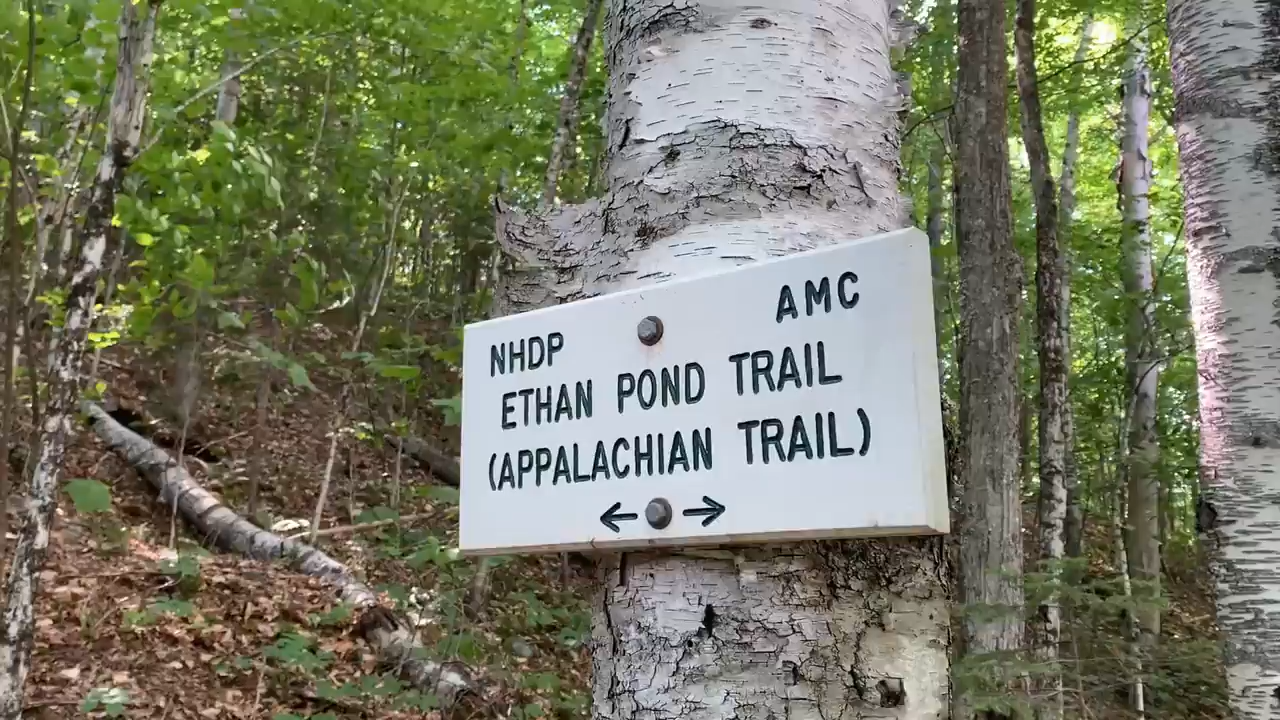 NHDP AMC
ETHAN POND TRAIL
(APPALACHIAN TRAIL)
← →